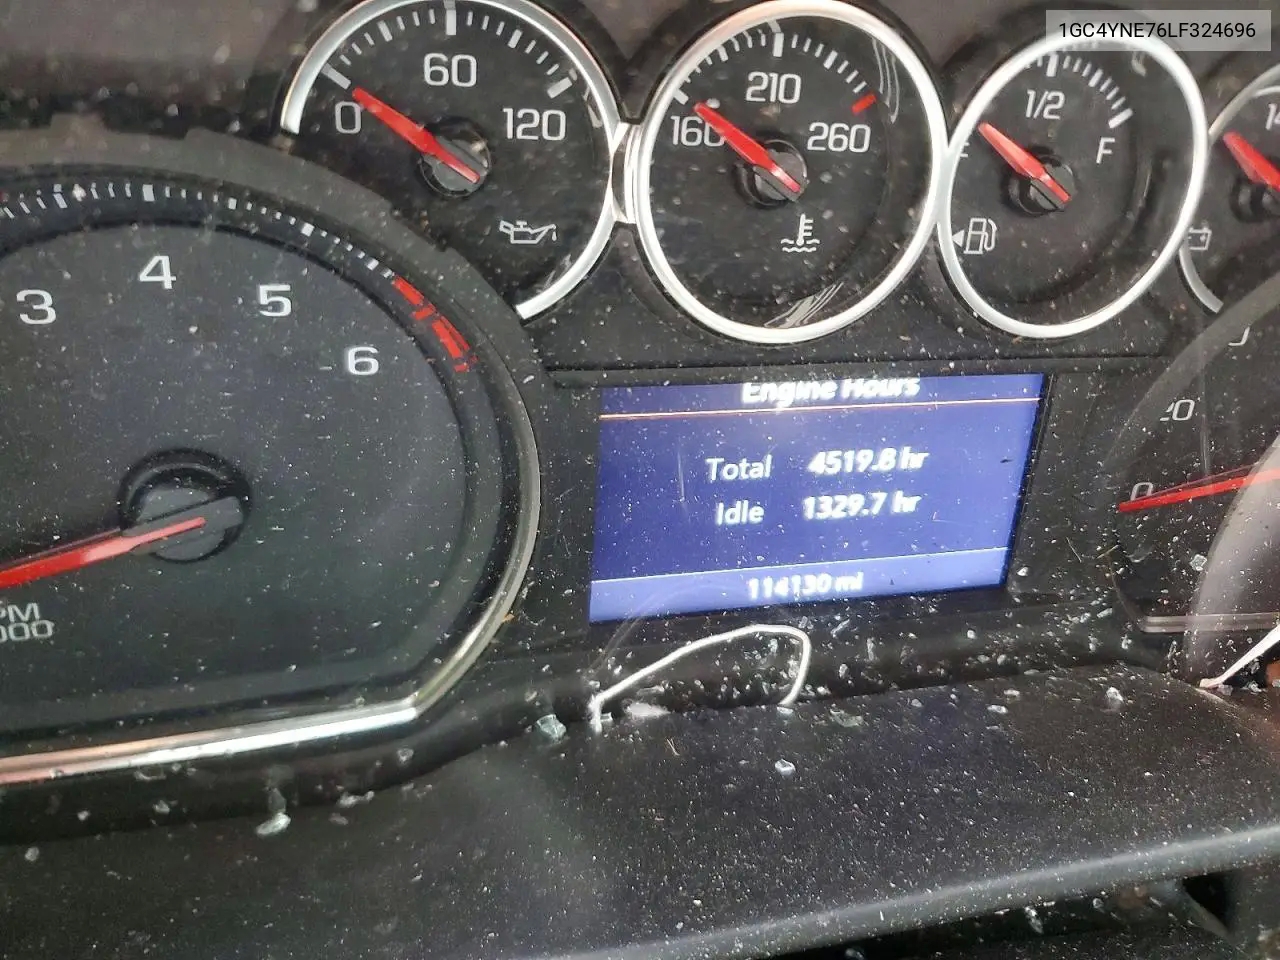 1GC4YNE76LF324696
0 60 120
160 210 260
1/2 F
3 4 5 6
Engine Hours
Total 4519.8 hr
Idle 1329.7 hr
114130 mi
0